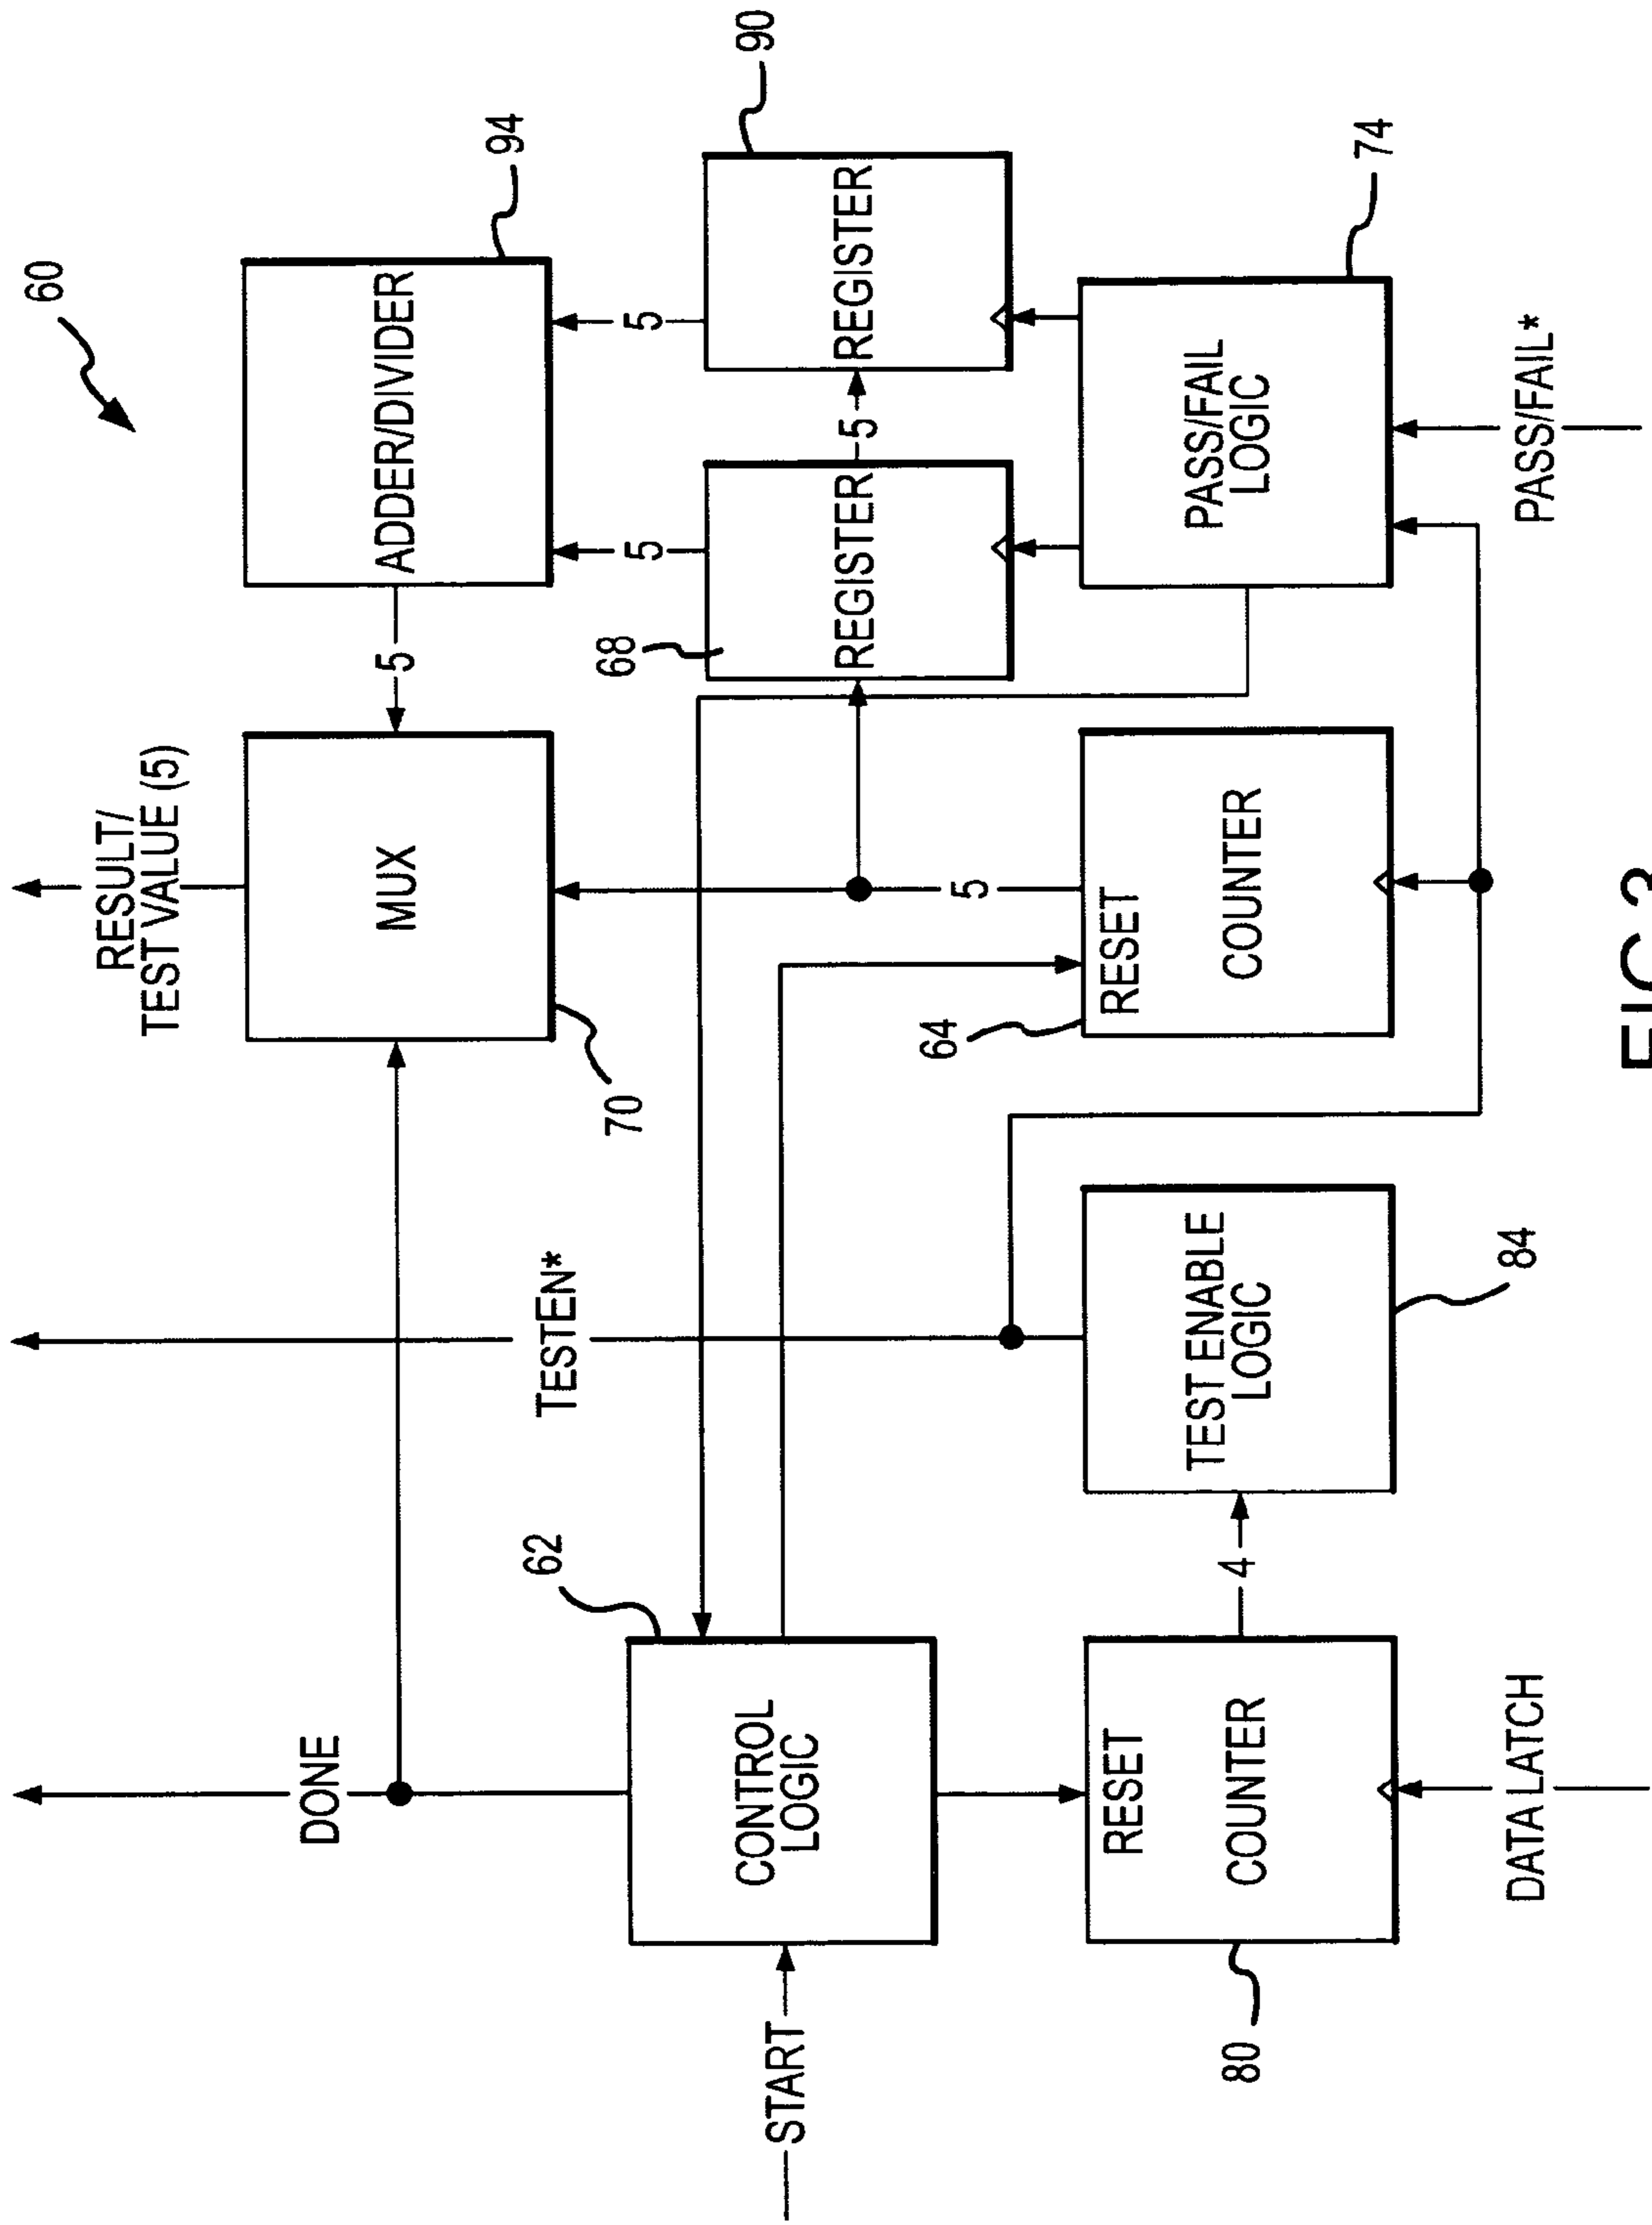 60
DONE
RESULT/
TEST VALUE (5)
MUX
70
5
ADDER/DIVIDER
94
TESTEN*
5
5
START
CONTROL
LOGIC
62
68
REGISTER
5
REGISTER
90
5
RESET
COUNTER
80
4
TEST ENABLE
LOGIC
84
RESET
COUNTER
64
PASS/FAIL
LOGIC
74
DATA LATCH
PASS/FAIL*